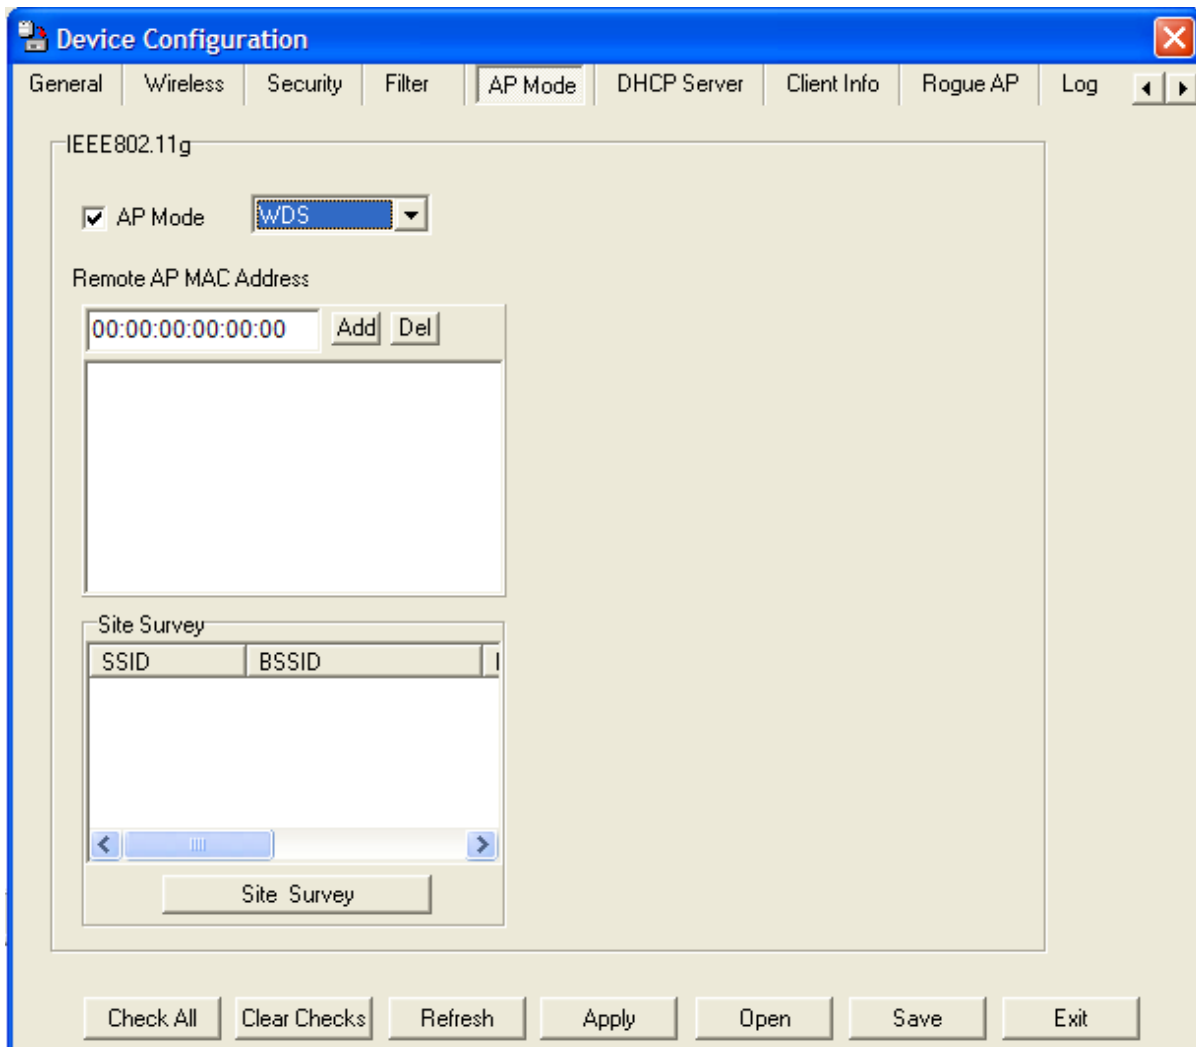 Device Configuration
General Wireless Security Filter AP Mode DHCP Server Client Info Rogue AP Log
IEEE802.11g
AP Mode WDS
Remote AP MAC Address
00:00:00:00:00:00 Add Del
Site Survey
SSID BSSID
Site Survey
Check All Clear Checks Refresh Apply Open Save Exit